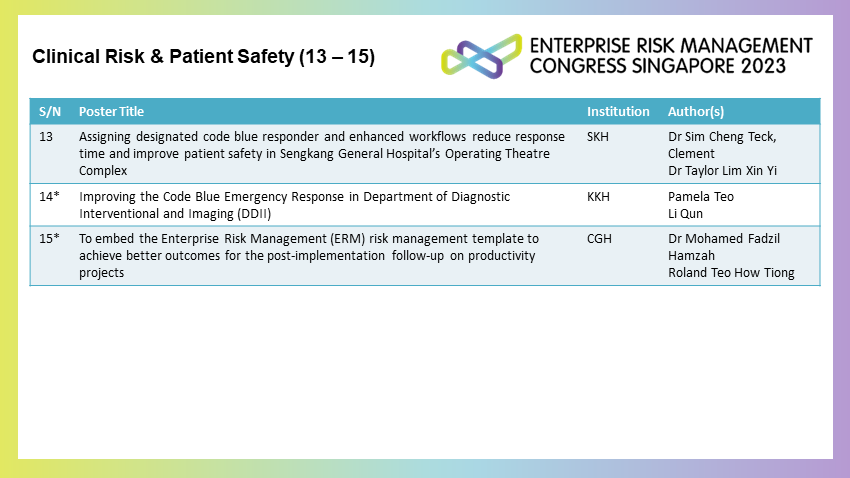 Clinical Risk & Patient Safety (13 – 15)
ENTERPRISE RISK MANAGEMENT
CONGRESS SINGAPORE 2023
S/N Poster Title Institution Author(s)
13 Assigning designated code blue responder and enhanced workflows reduce response SKH Dr Sim Cheng Teck,
time and improve patient safety in Sengkang General Hospital's Operating Theatre Clement
Complex Dr Taylor Lim Xin Yi
14* Improving the Code Blue Emergency Response in Department of Diagnostic KKH Pamela Teo
Interventional and Imaging (DDII) Li Qun
15* To embed the Enterprise Risk Management (ERM) risk management template to CGH Dr Mohamed Fadzil
achieve better outcomes for the post-implementation follow-up on productivity Hamzah
projects Roland Teo How Tiong